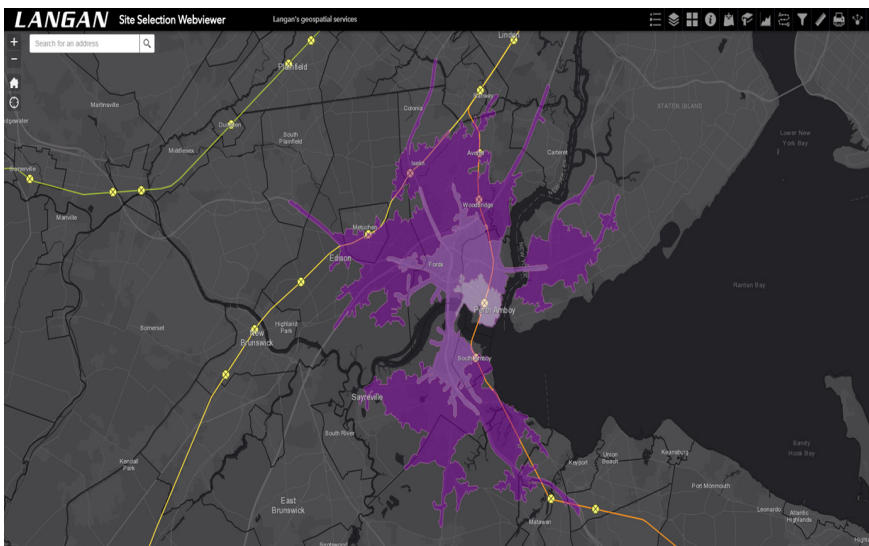 LANGAN Site Selection Webviewer Langan's geospatial services
Search for an address
Linden
Plainfield
Rahway
Martinsville
Colonia
STATEN ISLAND
Dunellen
Lower New
York Bay
South
Plainfield
Middlesex
Avenel
Carteret
Iselin
Manville
Woodbridge
Metuchen
Edison
Fords
Raritan Bay
Perth Amboy
Somerset
Highland
Park
New
Brunswick
South Amboy
Sayreville
South River
Sandy
Hook Bay
Kendall
Park
Keyport
Union
Beach
Keansburg
Port Monmouth
East
Brunswick
Leonardo
Atlantic
Highlands
Matawan